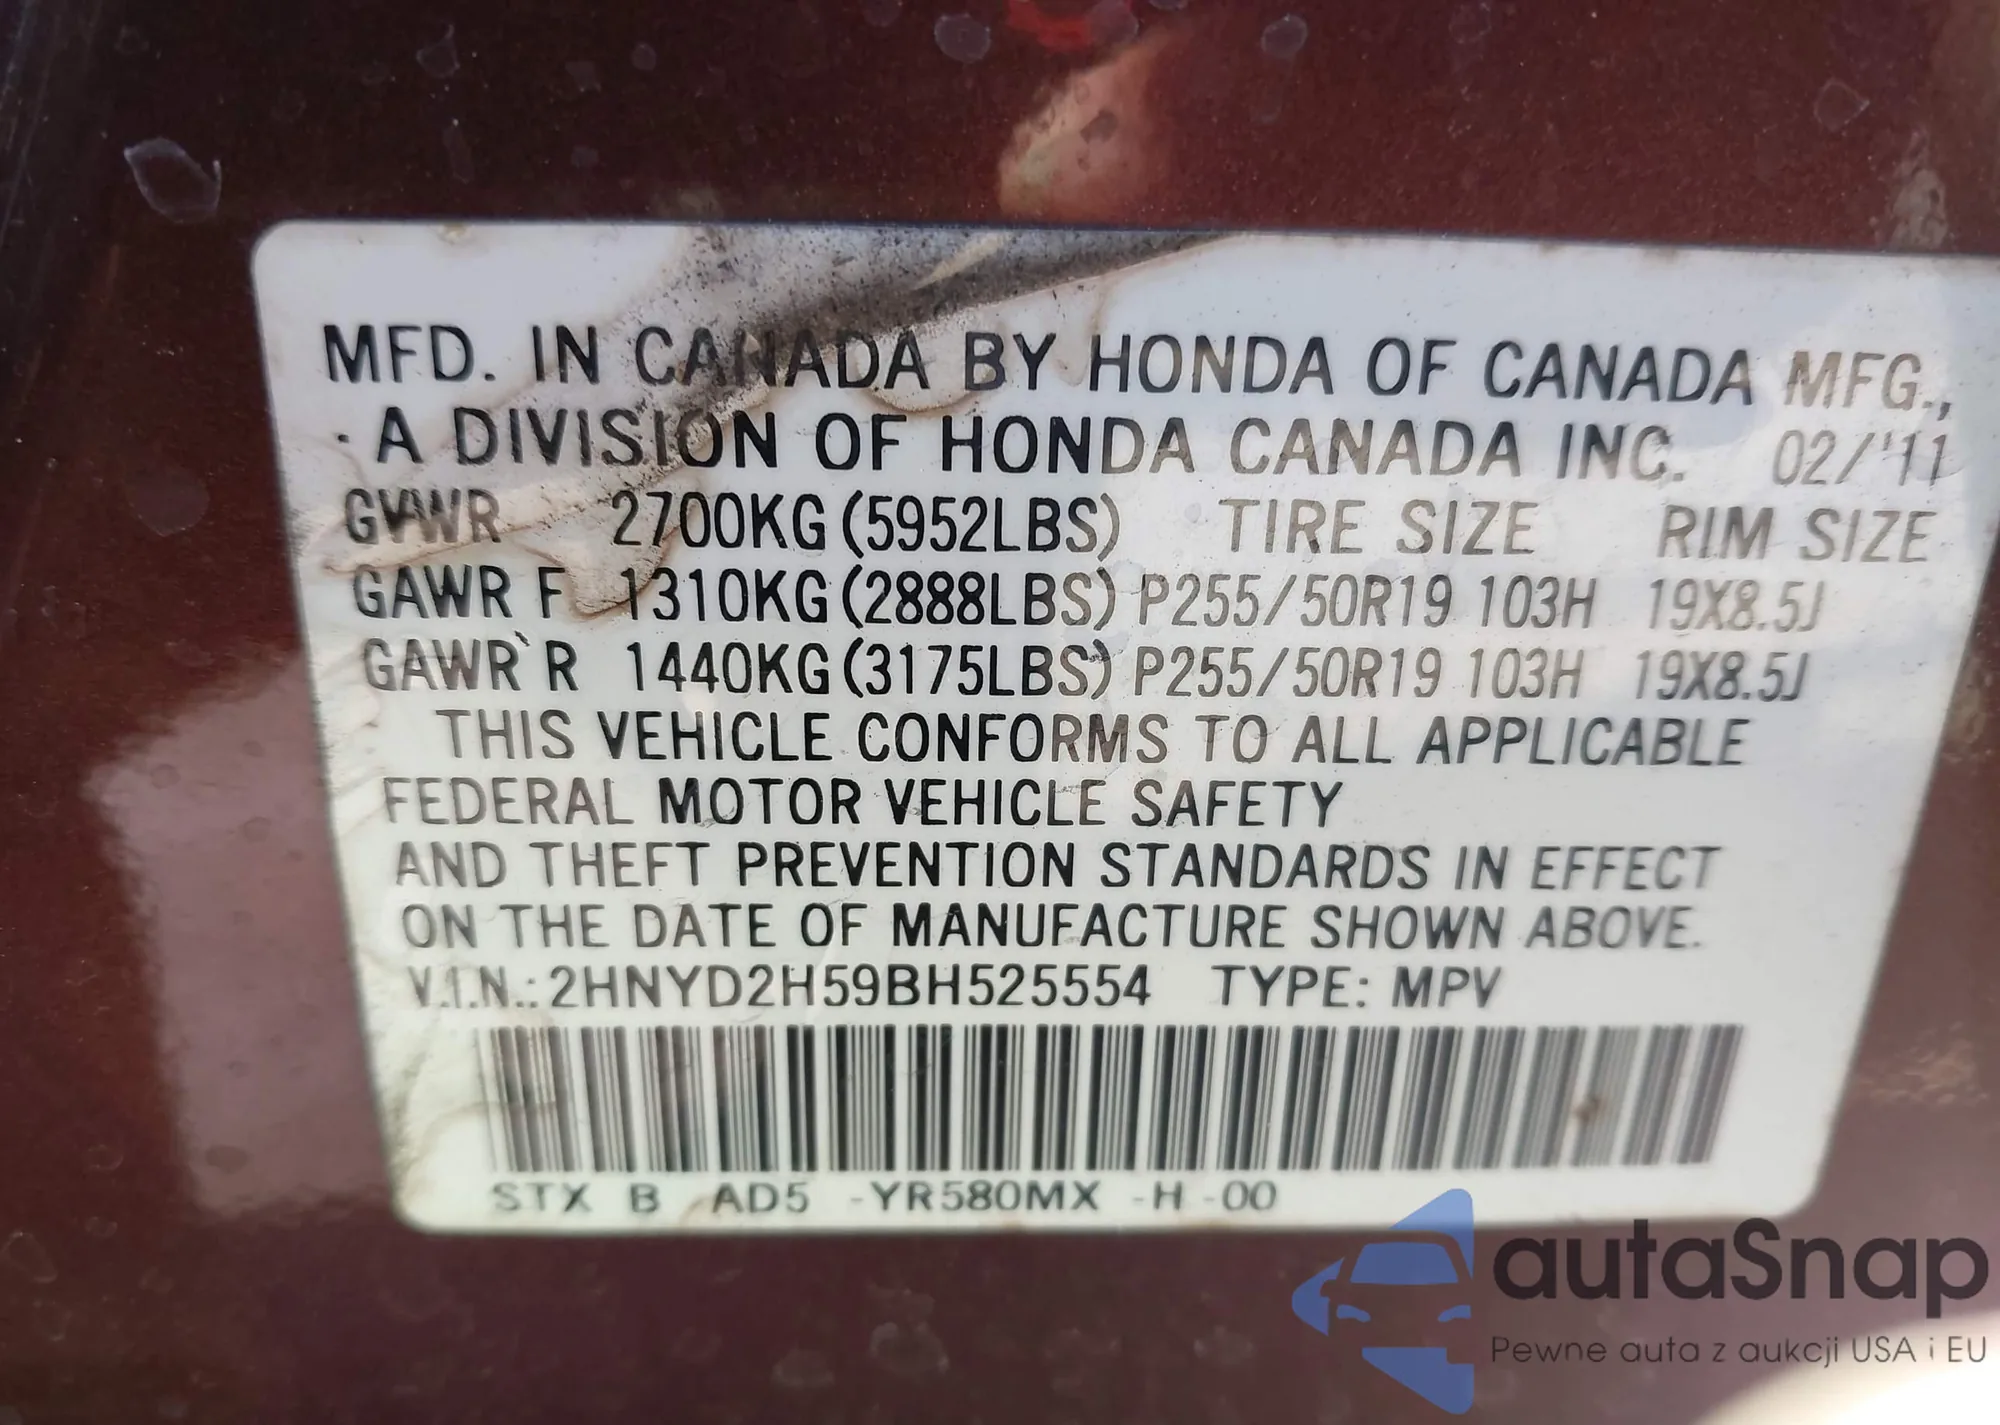 MFD. IN CANADA BY HONDA OF CANADA MFG.,
A DIVISION OF HONDA CANADA INC. 02/'11
GVWR 2700KG (5952LBS) TIRE SIZE RIM SIZE
GAWR F 1310KG (2888LBS) P255/50R19 103H 19X8.5J
GAWR R 1440KG (3175LBS) P255/50R19 103H 19X8.5J
THIS VEHICLE CONFORMS TO ALL APPLICABLE
FEDERAL MOTOR VEHICLE SAFETY
AND THEFT PREVENTION STANDARDS IN EFFECT
ON THE DATE OF MANUFACTURE SHOWN ABOVE.
V.I.N.: 2HNYD2H59BH525554 TYPE: MPV
STX B AD5 -YR580MX -H -00
autaSnap
Pewne auta z aukcji USA i EU